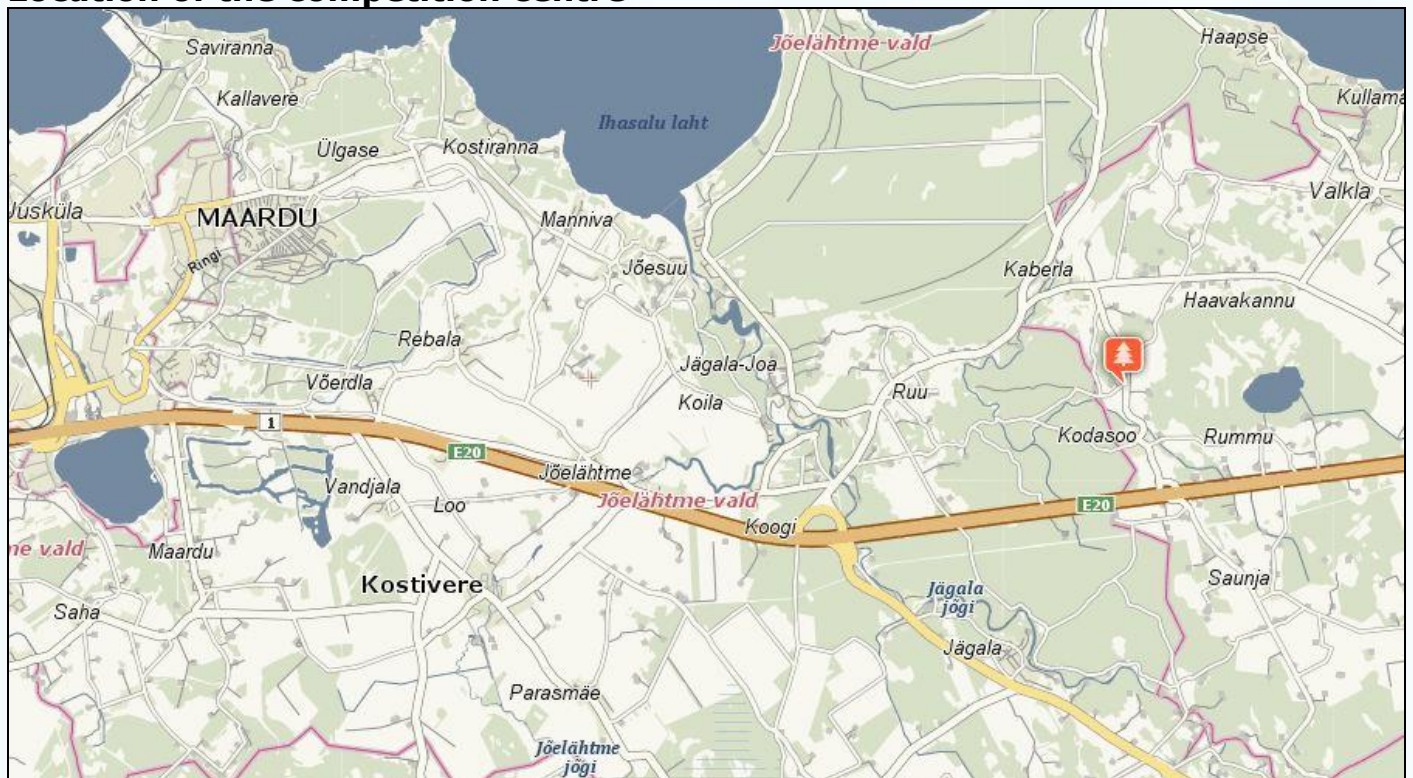 Location of the competition centre
Saviranna
Jõelähtme vald
Haapse
Kallavere
Kullama
Ihasalu laht
Ülgase
Kostiranna
Valkla
Jusküla
MAARDU
Manniva
Ringi
Jõesuu
Kaberla
Haavakannu
Rebala
Jägala-Joa
Võerdla
Koila
Ruu
1
Kodasoo
Rummu
E20
Jõelähtme
Vandjala
Jõelähtme vald
Loo
E20
Koogi
me vald
Maardu
Kostivere
Saunja
Jägala
jõgi
Saha
Jägala
Parasmäe
Jõelähtme
jõgi